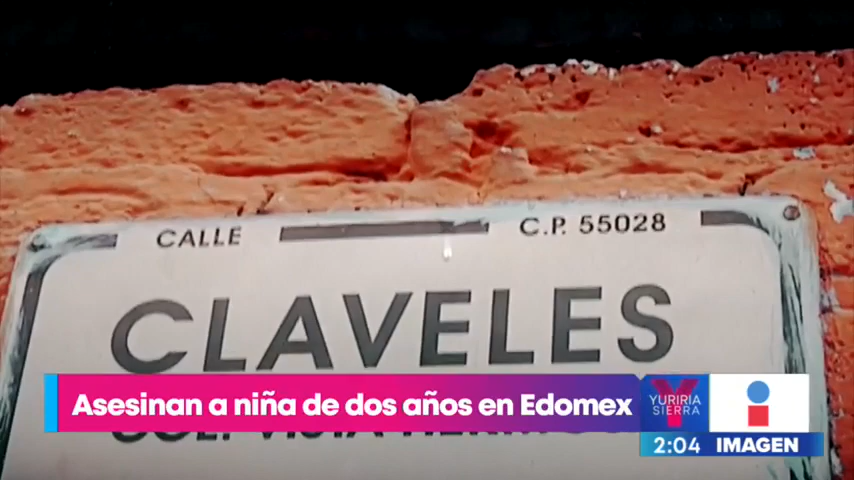 CALLE
C.P. 55028
CLAVELES
Asesinan a niña de dos años en Edomex
YURIRIA
SIERRA
2:04
IMAGEN